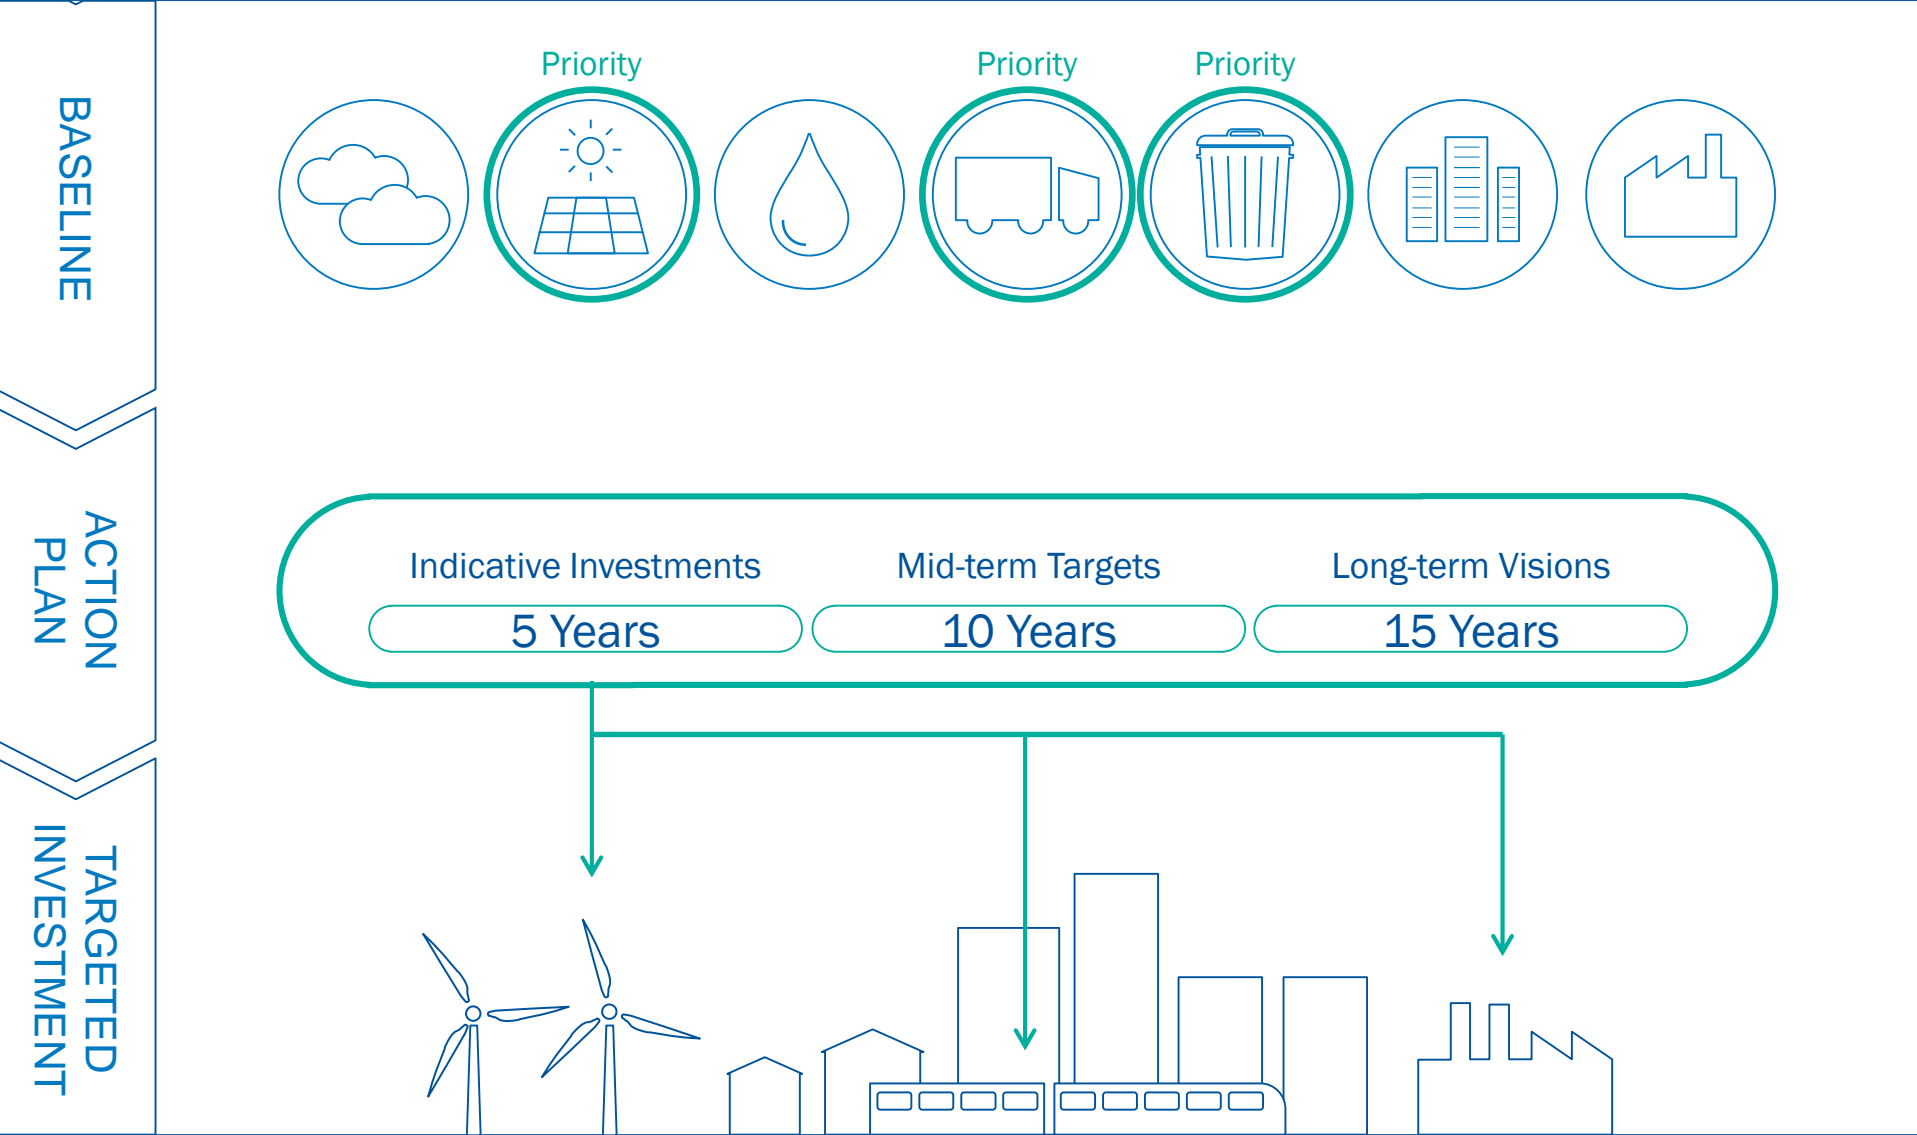 BASELINE
Priority
Priority
Priority
ACTION
PLAN
Indicative Investments
5 Years
Mid-term Targets
10 Years
Long-term Visions
15 Years
TARGETED
INVESTMENT